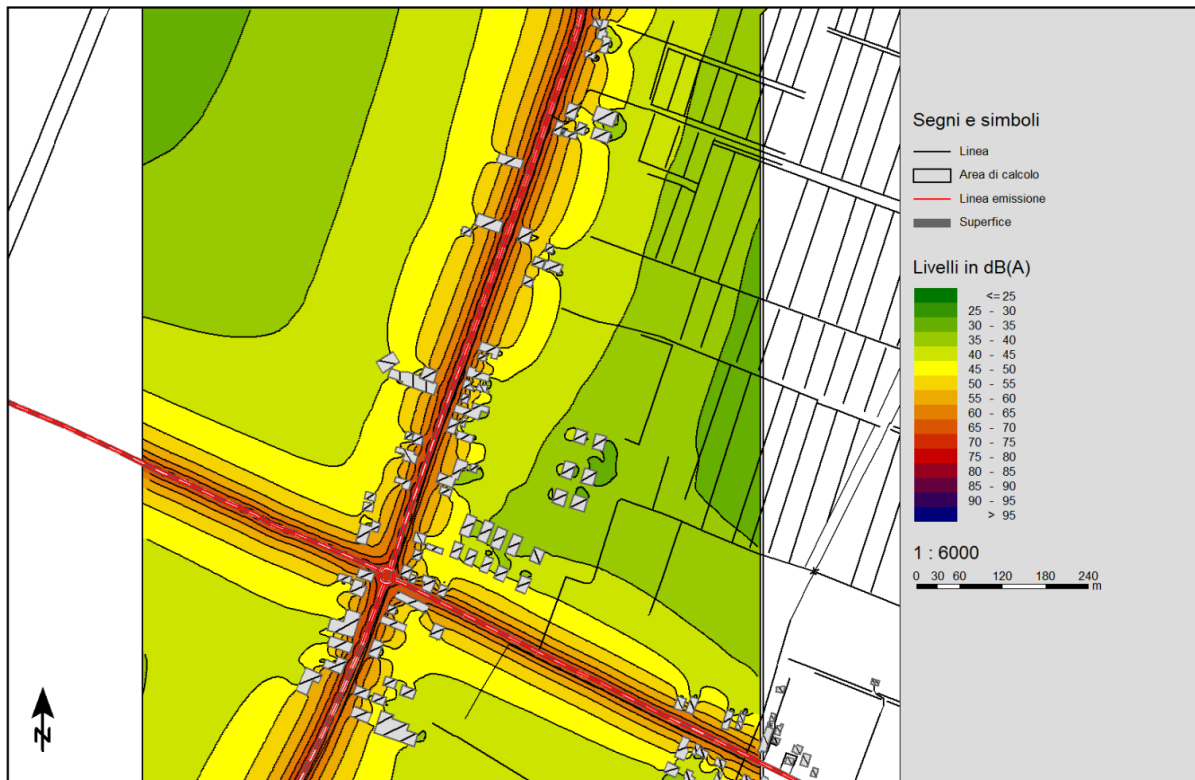 Segni e simboli
Linea
Area di calcolo
Linea emissione
Superfice
Livelli in dB(A)
<= 25
25 - 30
30 - 35
35 - 40
40 - 45
45 - 50
50 - 55
55 - 60
60 - 65
65 - 70
70 - 75
75 - 80
80 - 85
85 - 90
90 - 95
> 95
1 : 6000
0 30 60 120 180 240
m
N